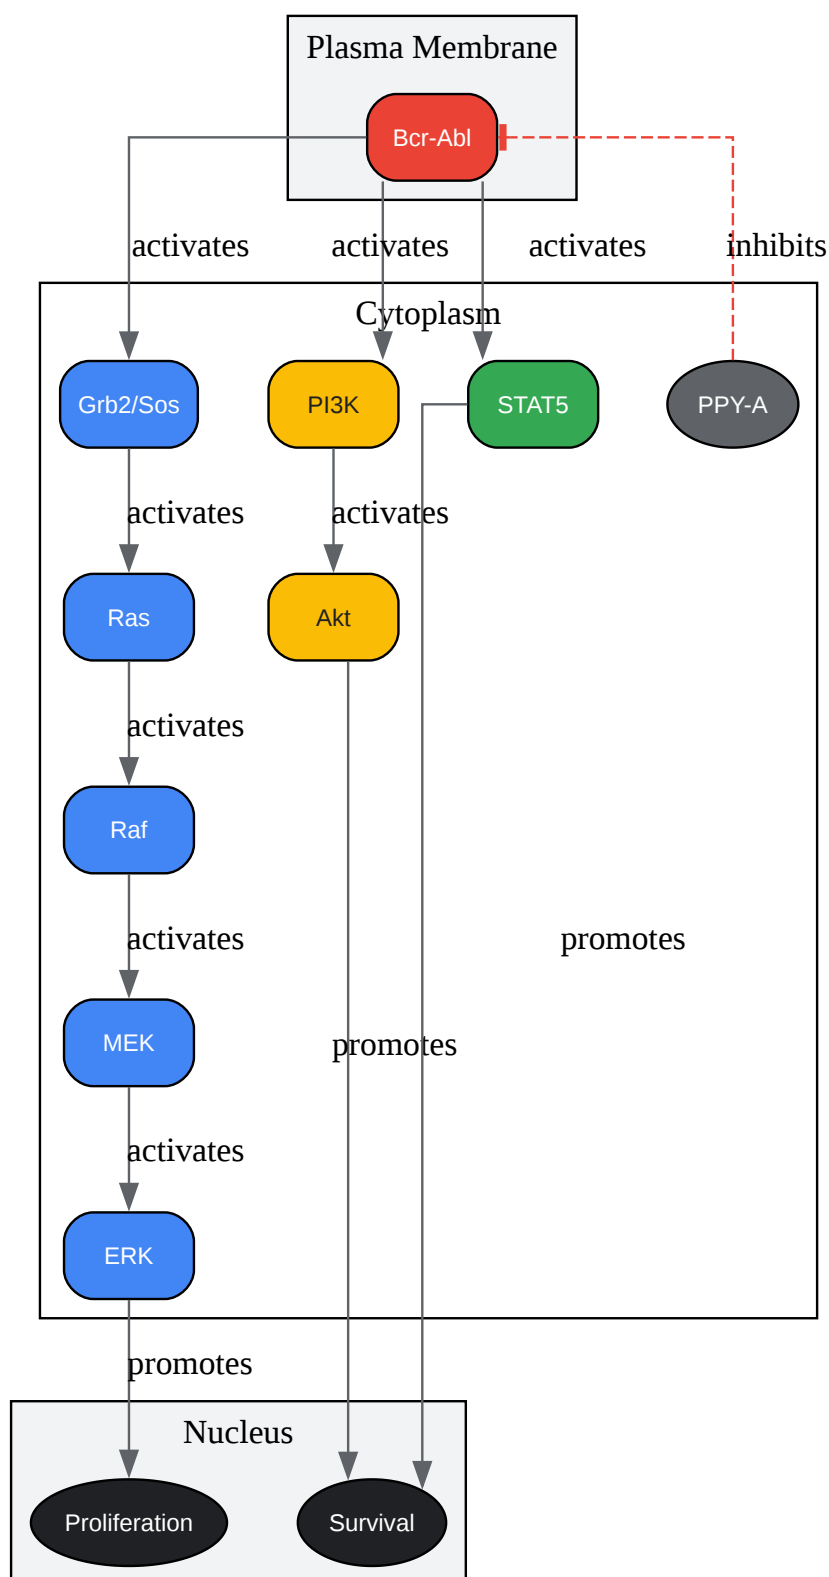 Plasma Membrane
Bcr-Abl
activates
activates
activates
inhibits
Cytoplasm
Grb2/Sos
PI3K
STAT5
PPY-A
activates
activates
Ras
Akt
activates
Raf
activates
promotes
MEK
promotes
activates
ERK
promotes
Nucleus
Proliferation
Survival